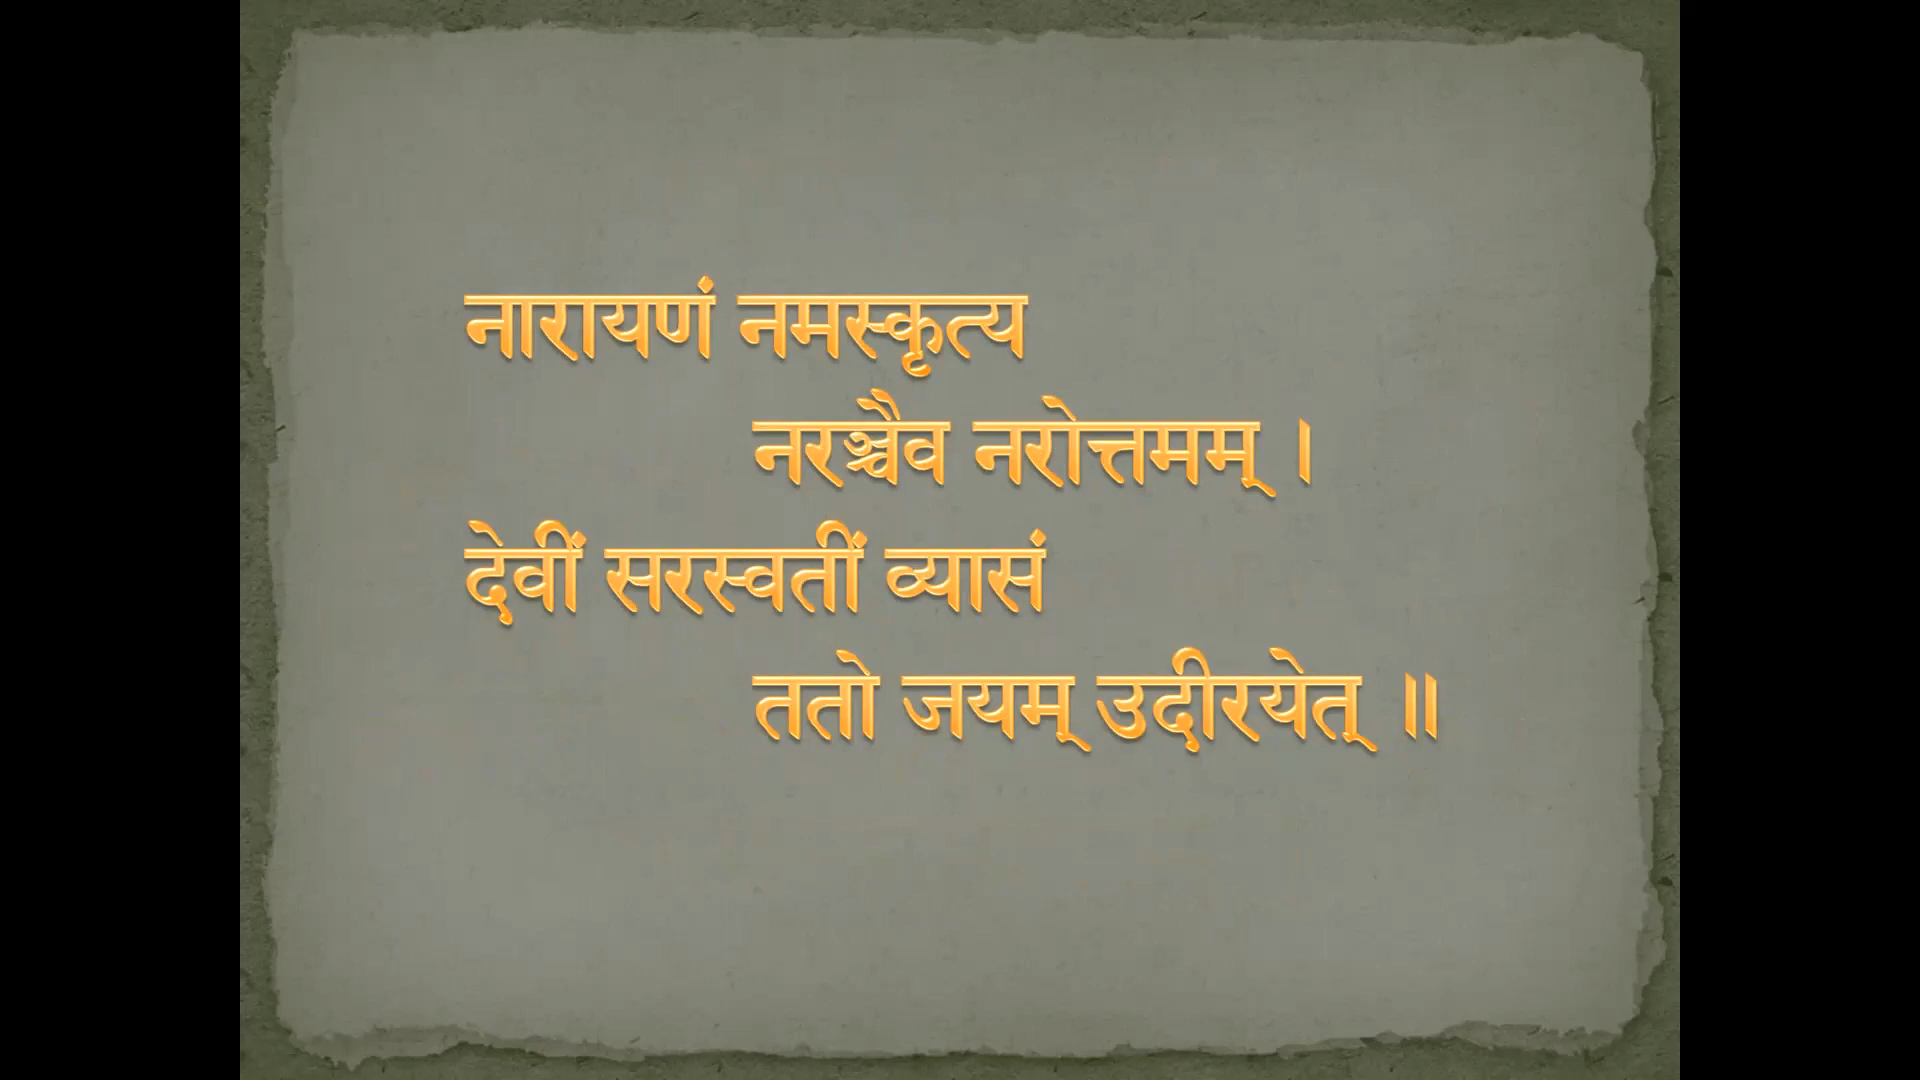 नारायणं नमस्कृत्य
नरञ्चैव नरोत्तमम् ।
देवीं सरस्वतीं व्यासं
ततो जयम् उदीरयेत् ॥